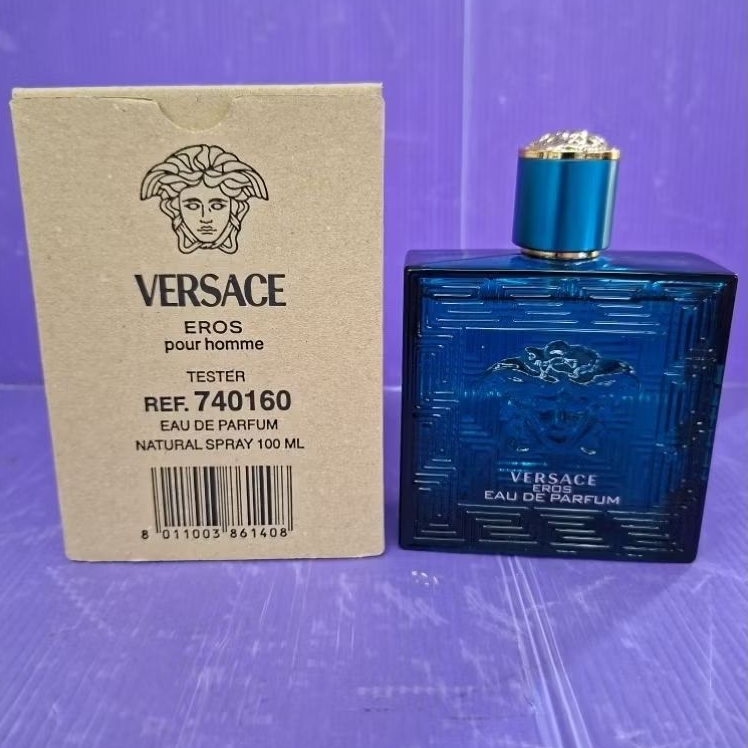 VERSACE
EROS
pour homme
TESTER
REF. 740160
EAU DE PARFUM
NATURAL SPRAY 100 ML
8 011003 861408
VERSACE
EROS
EAU DE PARFUM